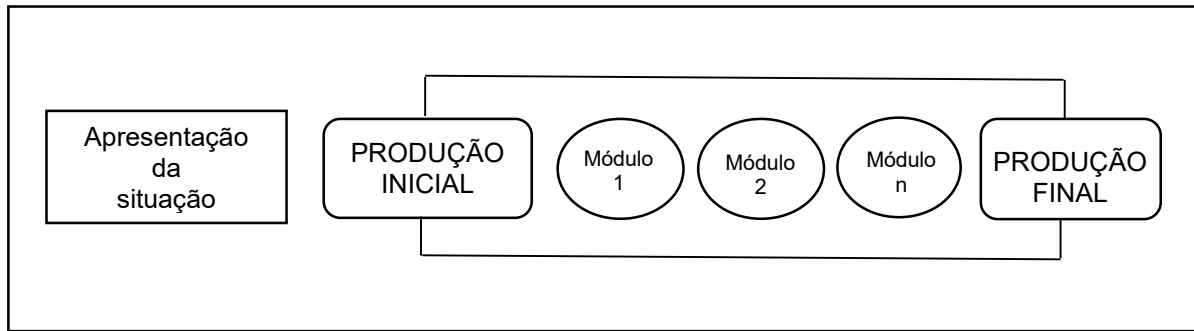 Apresentação
da
situação
PRODUÇÃO
INICIAL
Módulo
1
Módulo
2
Módulo
n
PRODUÇÃO
FINAL